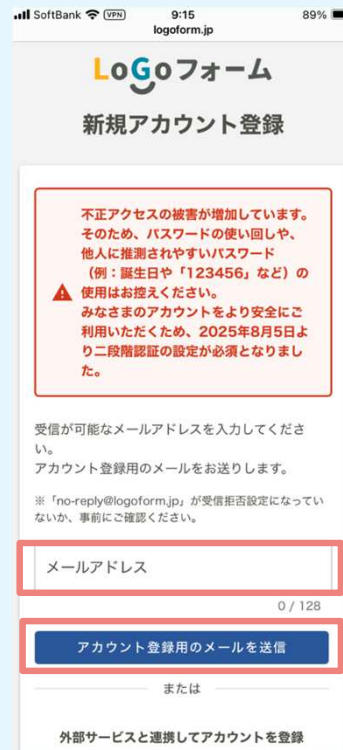 SoftBank VPN 9:15 89%
logoform.jp
LoGoフォーム
新規アカウント登録
不正アクセスの被害が増加しています。
そのため、パスワードの使い回しや、
他人に推測されやすいパスワード
（例：誕生日や「123456」など）の
使用はお控えください。
みなさまのアカウントをより安全にご
利用いただくため、2025年8月5日よ
り二段階認証の設定が必須となりまし
た。
受信が可能なメールアドレスを入力してくださ
い。
アカウント登録用のメールをお送りします。
※「no-reply@logoform.jp」が受信拒否設定になってい
ないか、事前にご確認ください。
メールアドレス
0 / 128
アカウント登録用のメールを送信
または
外部サービスと連携してアカウントを登録